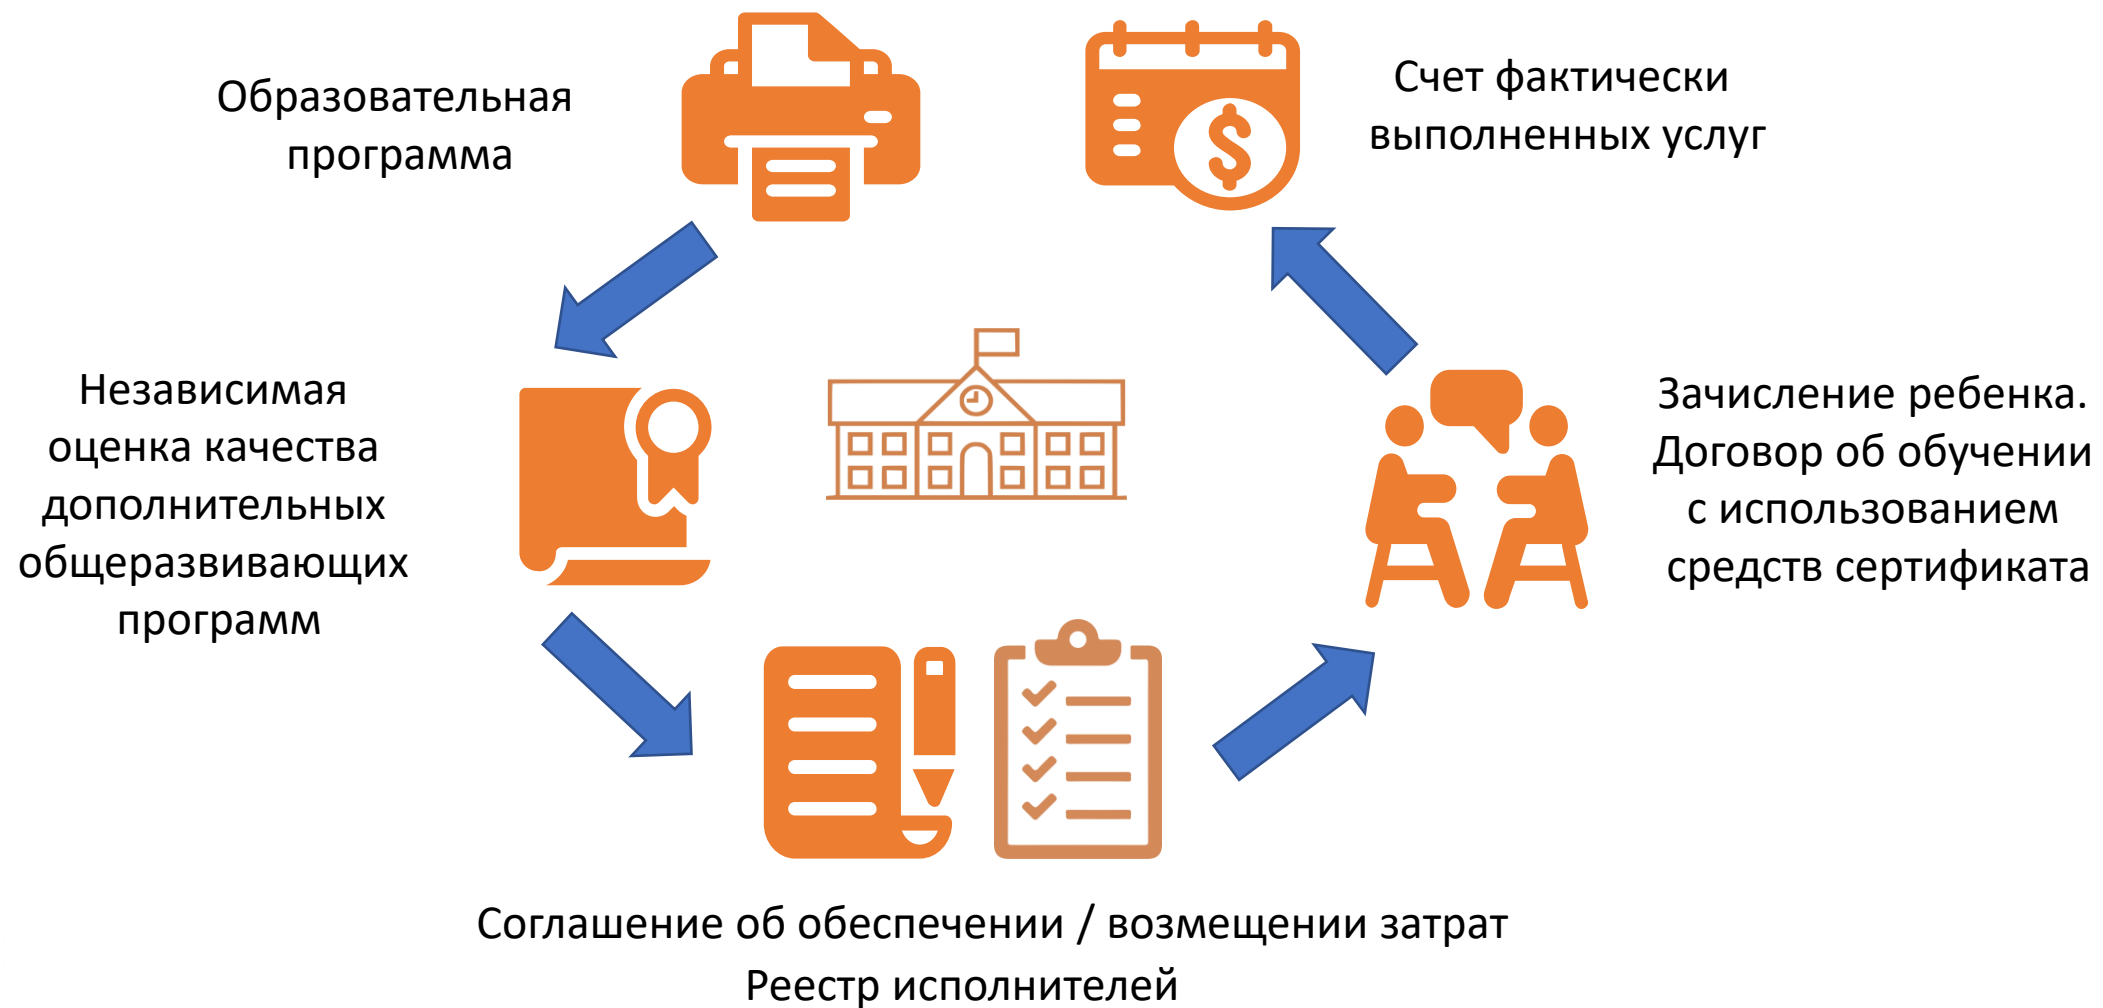 Образовательная
программа
Счет фактически
выполненных услуг
Независимая
оценка качества
дополнительных
общеразвивающих
программ
Зачисление ребенка.
Договор об обучении
с использованием
средств сертификата
Соглашение об обеспечении / возмещении затрат
Реестр исполнителей